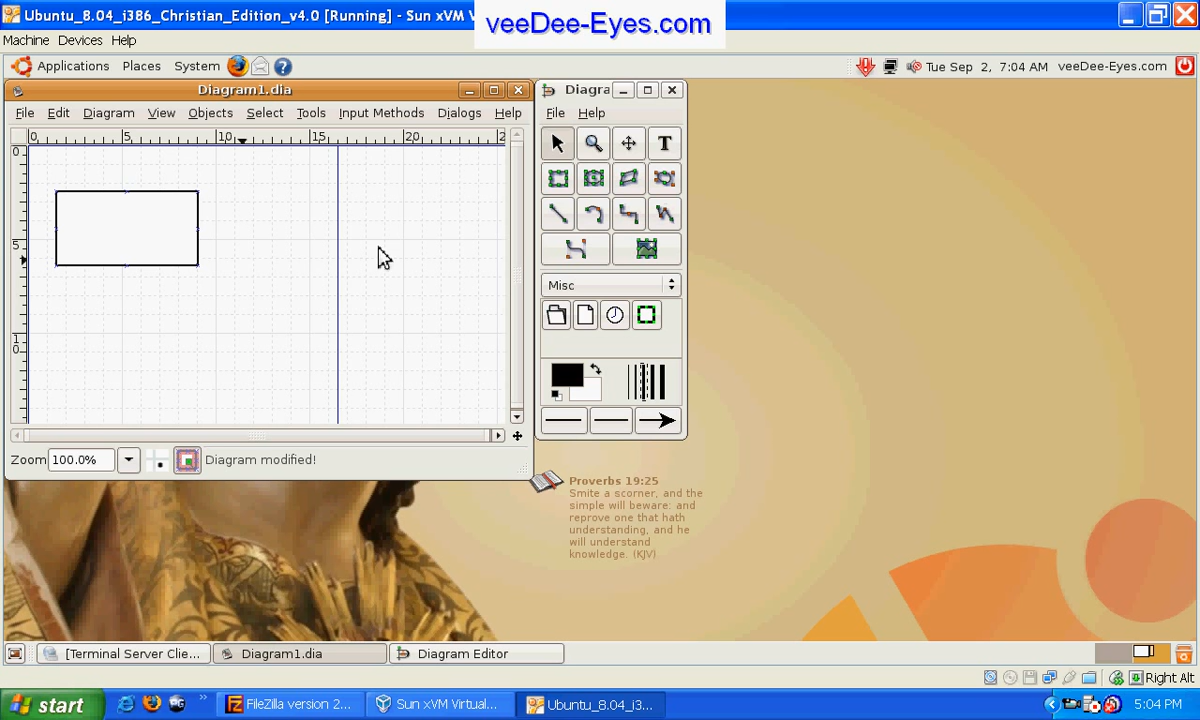 Ubuntu_8.04_i386_Christian_Edition_v4.0 [Running] - Sun xVM V
veeDee-Eyes.com
Machine Devices Help
Applications Places System
Tue Sep 2, 7:04 AM veeDee-Eyes.com
Diagram1.dia
Diagra
File Edit Diagram View Objects Select Tools Input Methods Dialogs Help
File Help
0 5 10 15 20 2
0
5
10
T
Misc
Zoom 100.0% Diagram modified!
Proverbs 19:25
Smite a scorner, and the
simple will beware: and
reprove one that hath
understanding, and he
will understand
knowledge. (KJV)
[Terminal Server Clie... Diagram1.dia Diagram Editor
Right Alt
start FileZilla version 2... Sun xVM Virtual... Ubuntu_8.04_i3... 5:04 PM